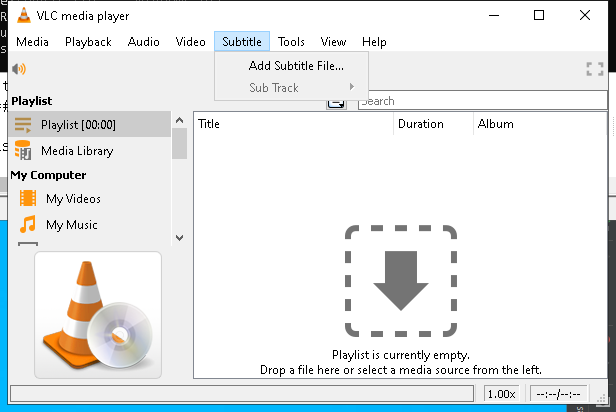 VLC media player
Media Playback Audio Video Subtitle Tools View Help
Add Subtitle File...
Sub Track
Search
Playlist
Playlist [00:00]
Media Library
My Computer
My Videos
My Music
Title Duration Album
Playlist is currently empty.
Drop a file here or select a media source from the left.
1.00x --:--/--:--